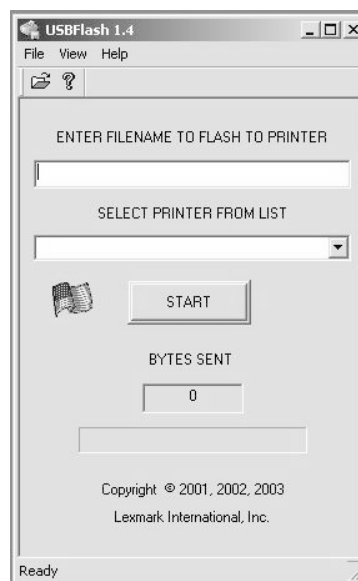 USBFlash 1.4
File View Help
ENTER FILENAME TO FLASH TO PRINTER
SELECT PRINTER FROM LIST
START
BYTES SENT
0
Copyright © 2001, 2002, 2003
Lexmark International, Inc.
Ready